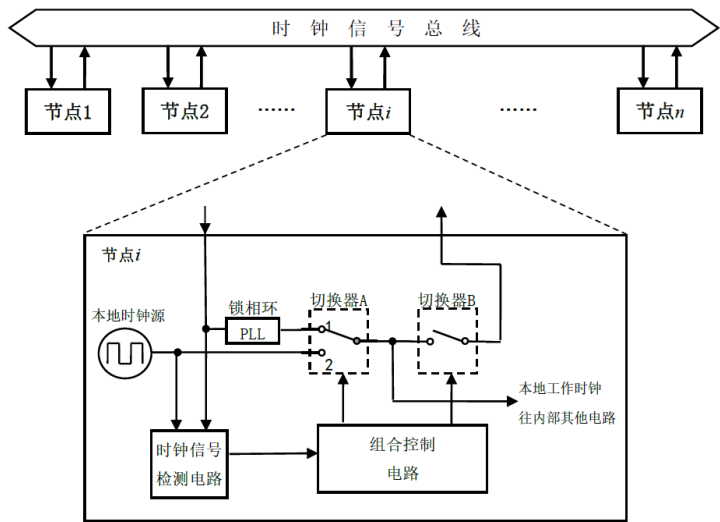 时钟信号总线
节点1
节点2
……
节点i
……
节点n
节点i
本地时钟源
锁相环
PLL
切换器A
1
2
切换器B
本地工作时钟
往内部其他电路
时钟信号
检测电路
组合控制
电路